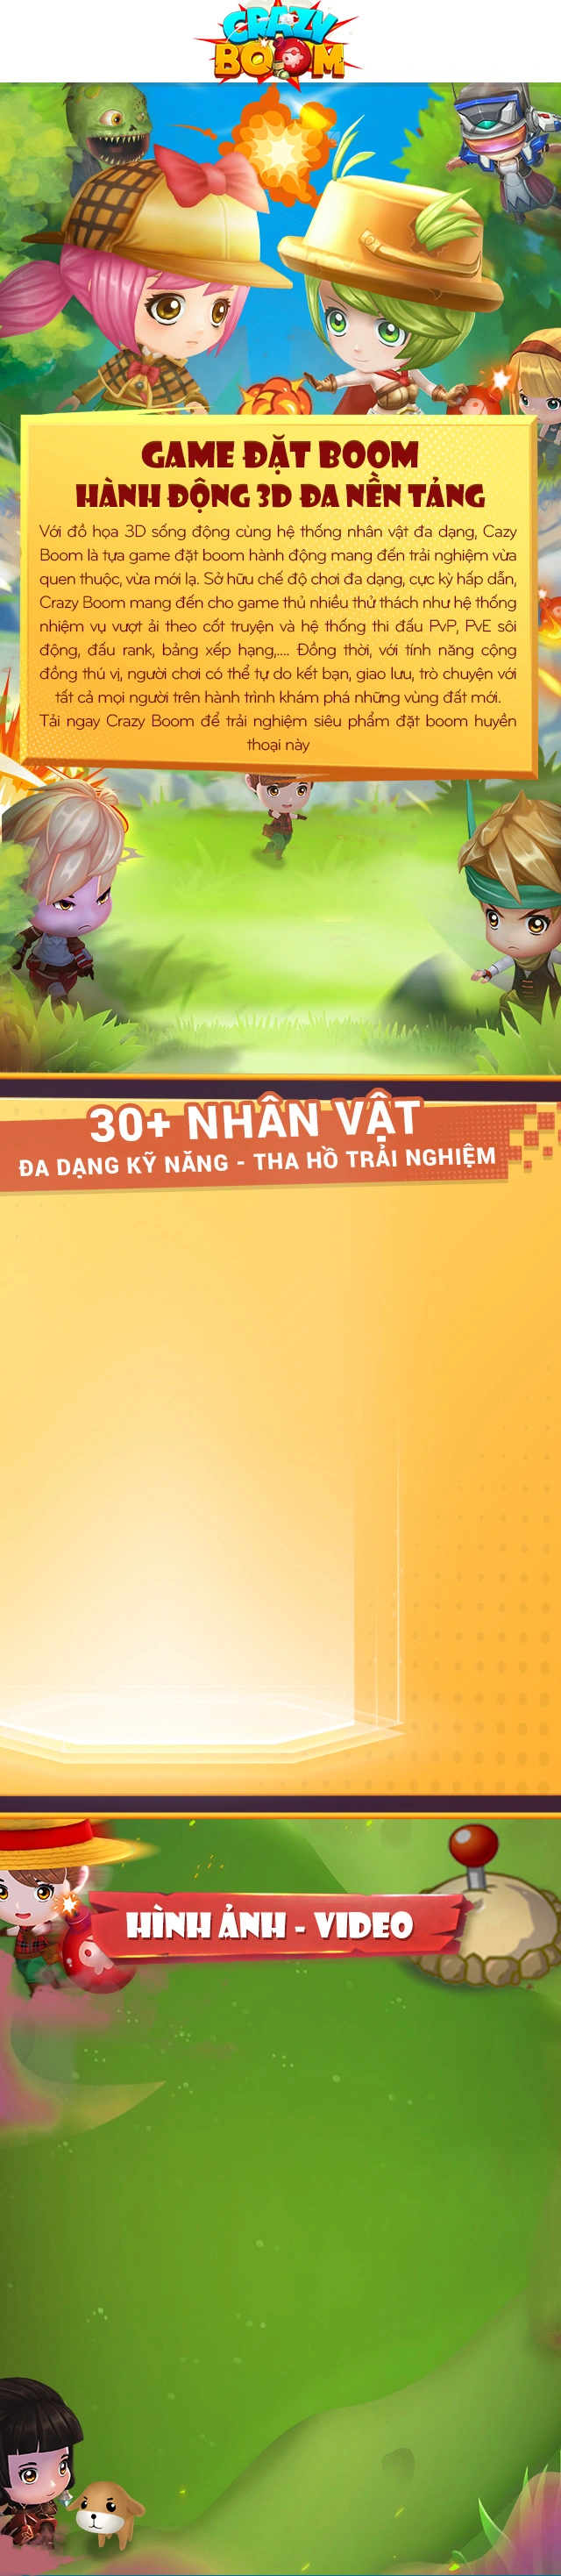 CRAZY
BOOM
GAME ĐẶT BOOM
HÀNH ĐỘNG 3D ĐA NỀN TẢNG
Với đồ họa 3D sống động cùng hệ thống nhân vật đa dạng, Cazy
Boom là tựa game đặt boom hành động mang đến trải nghiệm vừa
quen thuộc, vừa mới lạ. Sở hữu chế độ chơi đa dạng, cực kỳ hấp dẫn,
Crazy Boom mang đến cho game thủ nhiều thử thách như hệ thống
nhiệm vụ vượt ải theo cốt truyện và hệ thống thi đấu PvP, PvE sôi
động, đấu rank, bảng xếp hạng,.... Đồng thời, với tính năng cộng
đồng thú vị, người chơi có thể tự do kết bạn, giao lưu, trò chuyện với
tất cả mọi người trên hành trình khám phá những vùng đất mới.
Tải ngay Crazy Boom để trải nghiệm siêu phẩm đặt boom huyền
thoại này
30+ NHÂN VẬT
ĐA DẠNG KỸ NĂNG - THA HỒ TRẢI NGHIỆM
HÌNH ẢNH - VIDEO